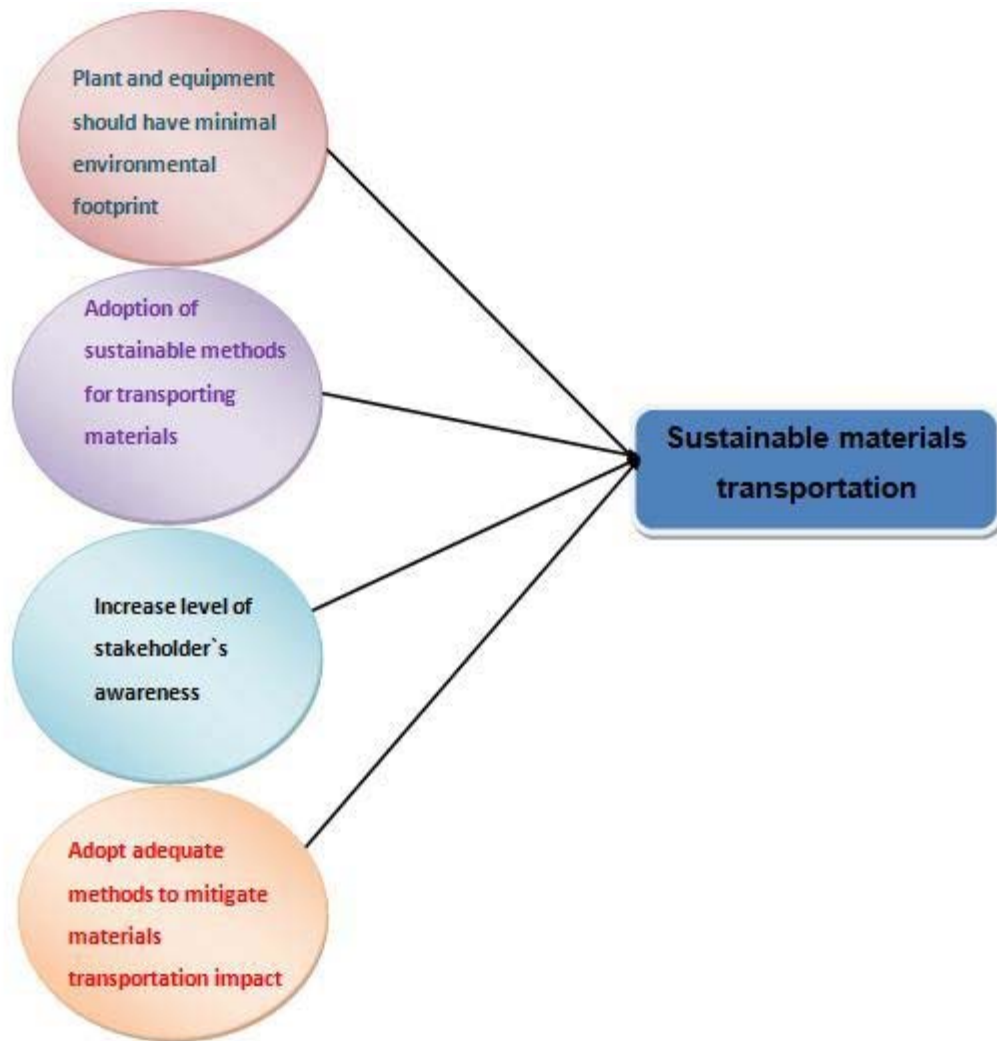 Plant and equipment
should have minimal
environmental
footprint
Adoption of
sustainable methods
for transporting
materials
Increase level of
stakeholder`s
awareness
Adopt adequate
methods to mitigate
materials
transportation impact
Sustainable materials
transportation